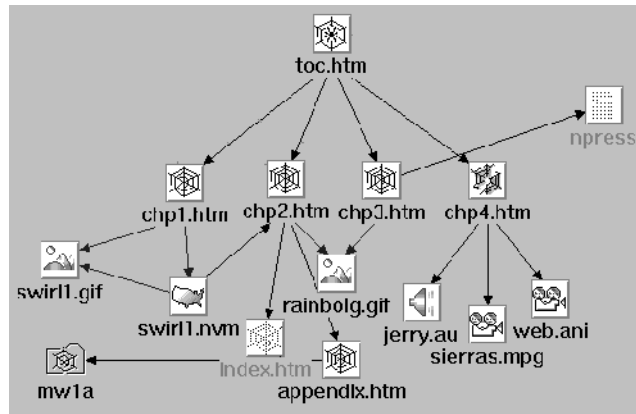 toc.htm
npress
chp1.htm
chp2.htm
chp3.htm
chp4.htm
swirl1.gif
swirl1.nvm
rainbolg.gif
jerry.au
web.ani
sierras.mpg
index.htm
mw1a
appendix.htm